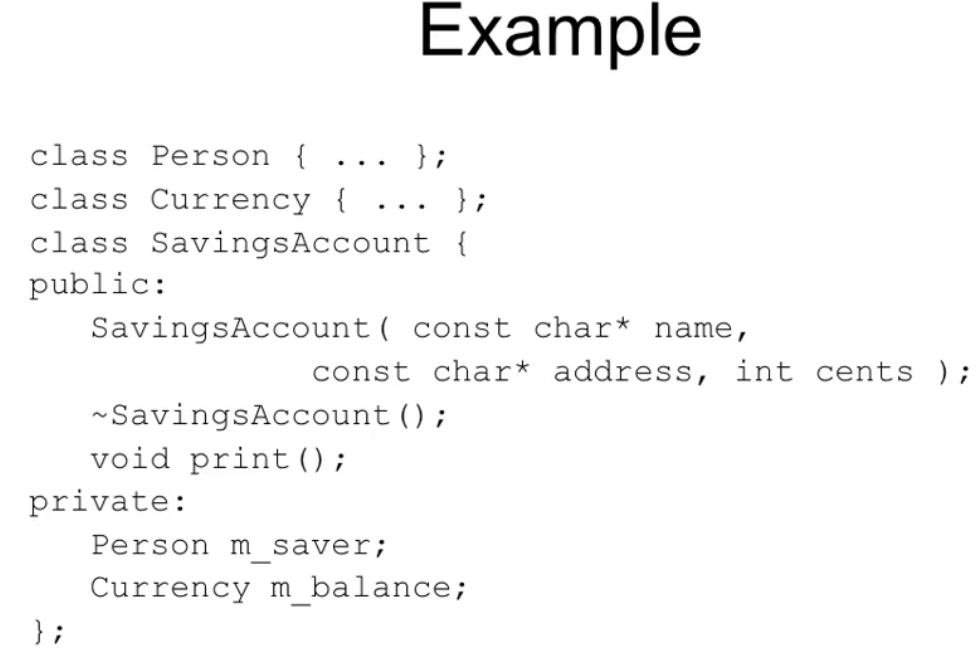 Example
class Person { ... };
class Currency { ... };
class SavingsAccount {
public:
   SavingsAccount( const char* name,
              const char* address, int cents );
   ~SavingsAccount();
   void print();
private:
   Person m_saver;
   Currency m_balance;
};